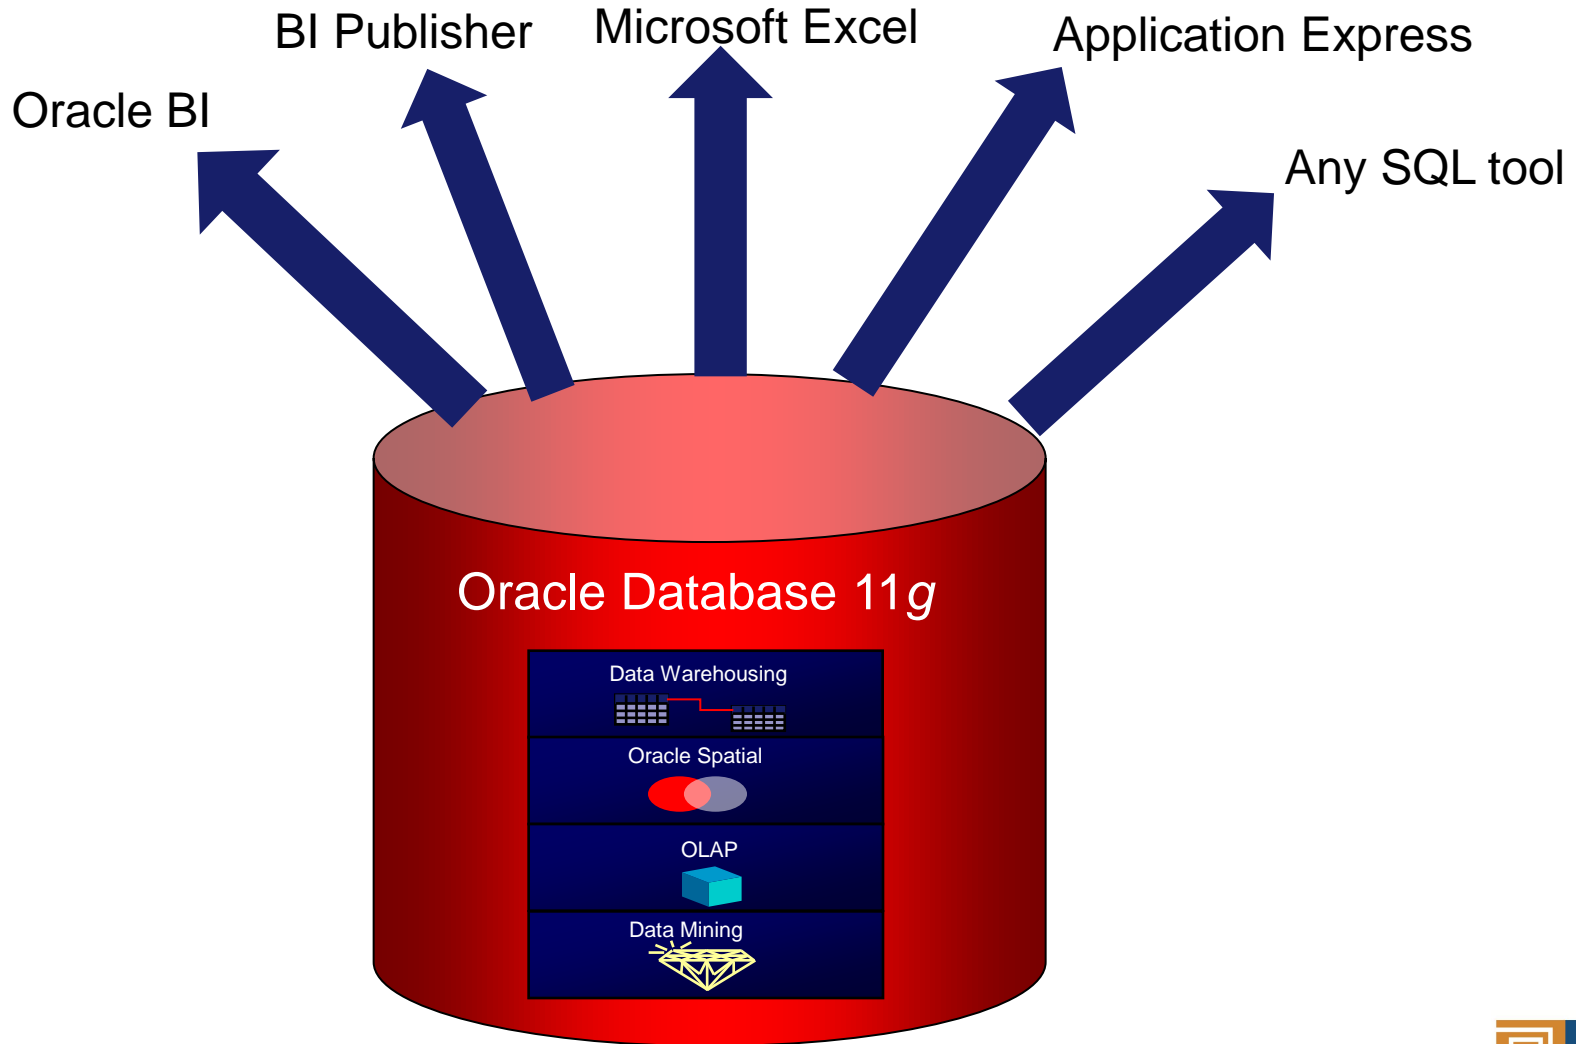 BI Publisher
Microsoft Excel
Application Express
Oracle BI
Any SQL tool
Oracle Database 11g
Data Warehousing
Oracle Spatial
OLAP
Data Mining